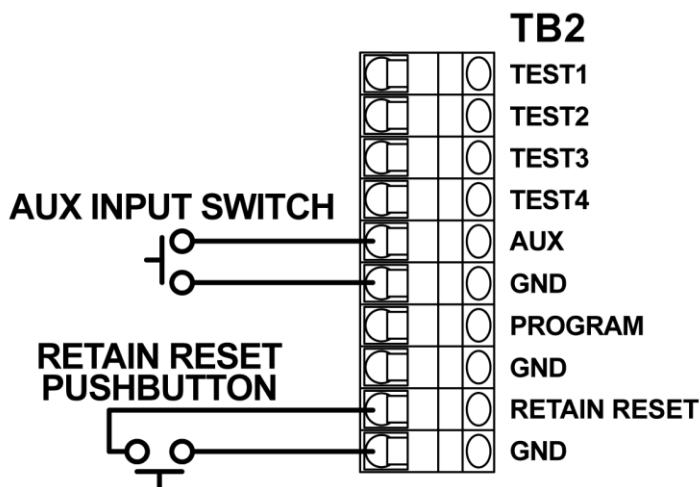 TB2
TEST1
TEST2
TEST3
TEST4
AUX INPUT SWITCH
AUX
GND
PROGRAM
RETAIN RESET
PUSHBUTTON
GND
RETAIN RESET
GND